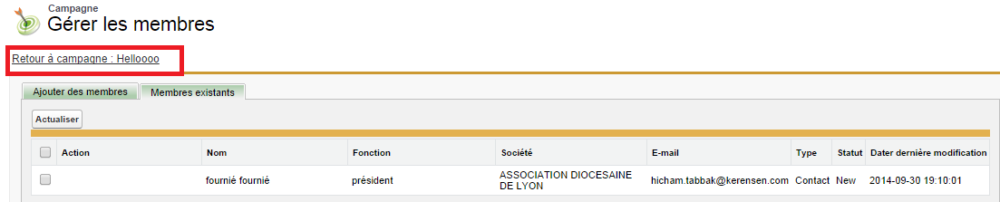 Campagne
Gérer les membres
Retour à campagne : Helloooo
Ajouter des membres Membres existants
Actualiser
Action Nom Fonction Société E-mail Type Statut Dater dernière modification
fournié fournié président ASSOCIATION DIOCESAINE DE LYON hicham.tabbak@kerensen.com Contact New 2014-09-30 19:10:01